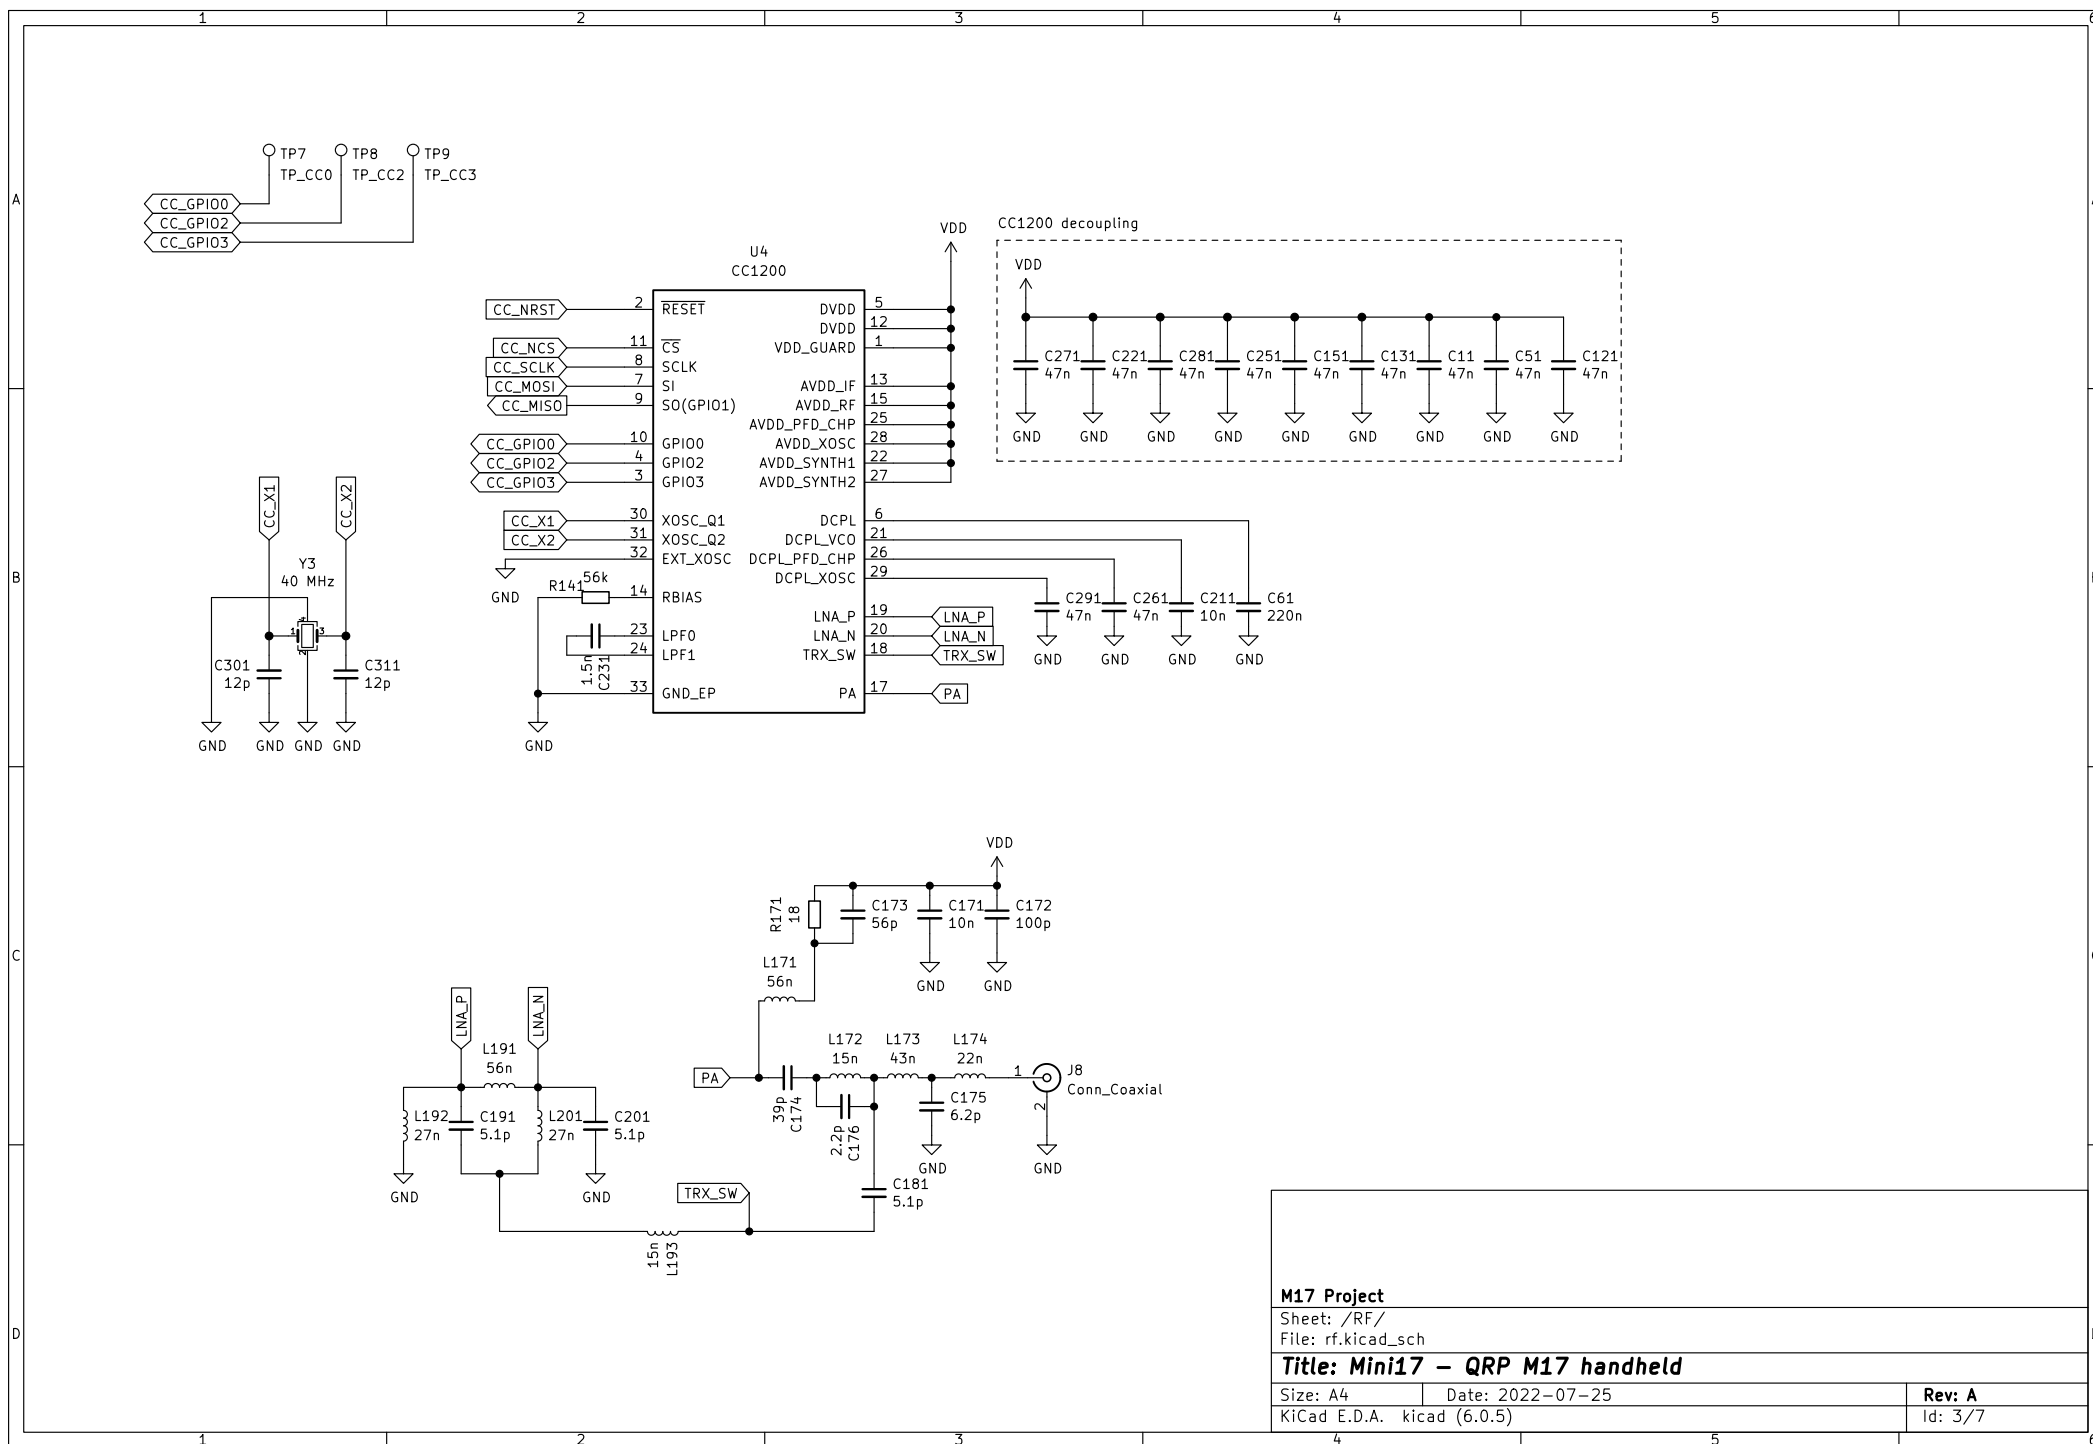 1 2 3 4 5 6
A
B
C
D
TP7
TP_CC0
TP8
TP_CC2
TP9
TP_CC3
CC_GPIO0
CC_GPIO2
CC_GPIO3
U4
CC1200
VDD
CC_NRST 2 RESET
CC_NCS 11 CS
CC_SCLK 8 SCLK
CC_MOSI 7 SI
CC_MISO 9 SO(GPIO1)
CC_GPIO0 10 GPIO0
CC_GPIO2 4 GPIO2
CC_GPIO3 3 GPIO3
CC_X1 30 XOSC_Q1
CC_X2 31 XOSC_Q2
32 EXT_XOSC
GND
R141 56k 14 RBIAS
23 LPF0
24 LPF1
1.5n
C231
33 GND_EP
GND
DVDD 5
DVDD 12
VDD_GUARD 1
AVDD_IF 13
AVDD_RF 15
AVDD_PFD_CHP 25
AVDD_XOSC 28
AVDD_SYNTH1 22
AVDD_SYNTH2 27
DCPL 6
DCPL_VCO 21
DCPL_PFD_CHP 26
DCPL_XOSC 29
LNA_P 19 LNA_P
LNA_N 20 LNA_N
TRX_SW 18 TRX_SW
PA 17 PA
CC1200 decoupling
VDD
C271 C221 C281 C251 C151 C131 C11 C51 C121
47n 47n 47n 47n 47n 47n 47n 47n 47n
GND GND GND GND GND GND GND GND GND
C291 C261 C211 C61
47n 47n 10n 220n
GND GND GND GND
CC_X1
CC_X2
Y3
40 MHz
4
1 3
2
C301
12p
C311
12p
GND GND GND GND
VDD
R171
18
C173
56p
C171
10n
C172
100p
GND GND
L171
56n
PA
39p
C174
L172
15n
2.2p
C176
L173
43n
L174
22n
C175
6.2p
GND
1
J8
Conn_Coaxial
2
GND
C181
5.1p
LNA_P
LNA_N
L191
56n
L192
27n
C191
5.1p
L201
27n
C201
5.1p
GND GND
TRX_SW
15n
L193
M17 Project
Sheet: /RF/
File: rf.kicad_sch
Title: Mini17 – QRP M17 handheld
Size: A4 Date: 2022-07-25 Rev: A
KiCad E.D.A. kicad (6.0.5) Id: 3/7
1 2 3 4 5 6